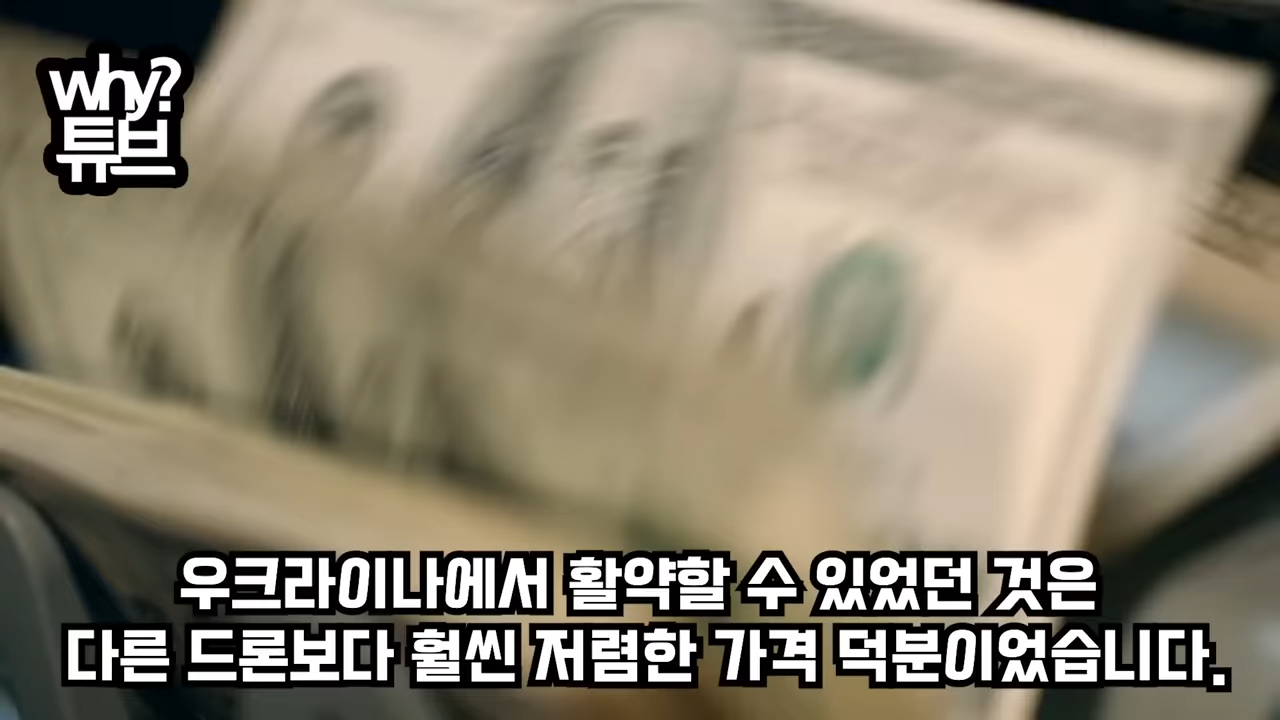 why?
튜브
우크라이나에서 활약할 수 있었던 것은
다른 드론보다 훨씬 저렴한 가격 덕분이었습니다.